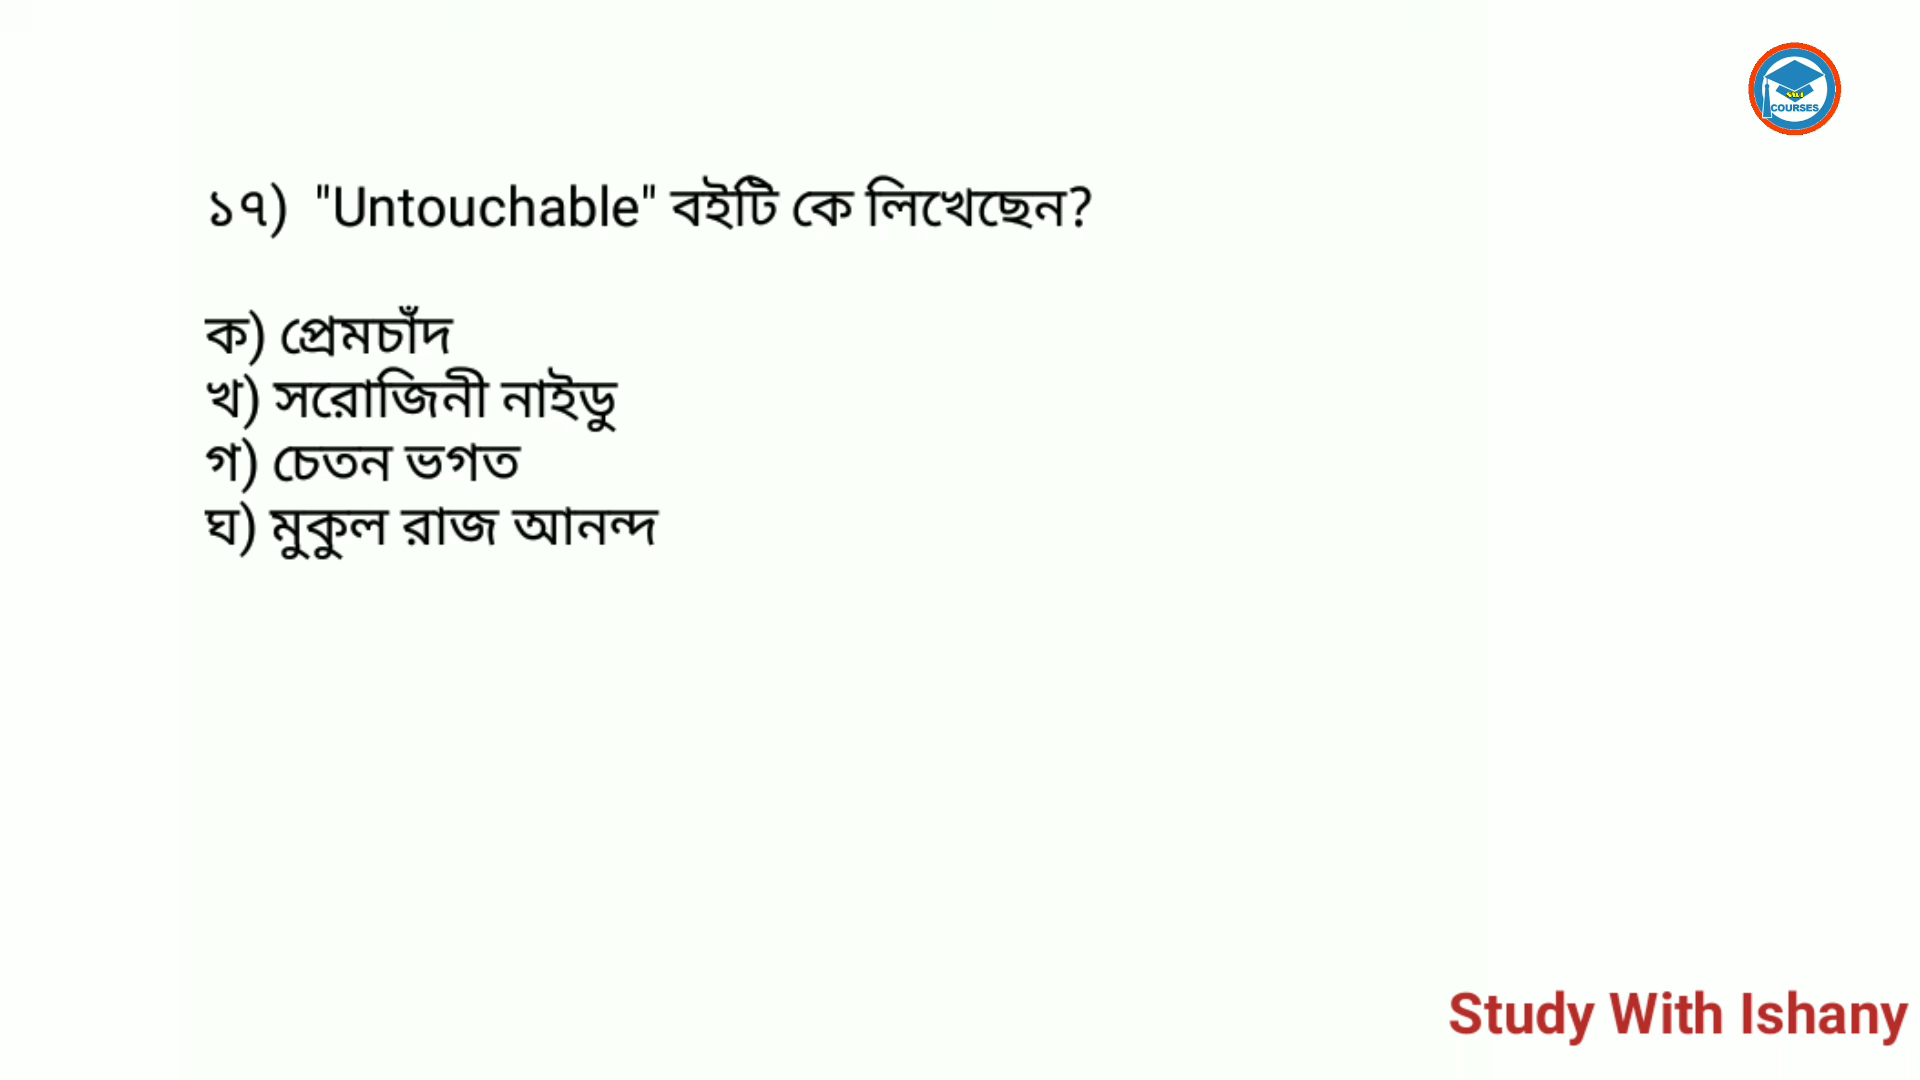 COURSES
১৭) "Untouchable" বইটি কে লিখেছেন?
ক) প্রেমচাঁদ
খ) সরোজিনী নাইডু
গ) চেতন ভগত
ঘ) মুকুল রাজ আনন্দ
Study With Ishany